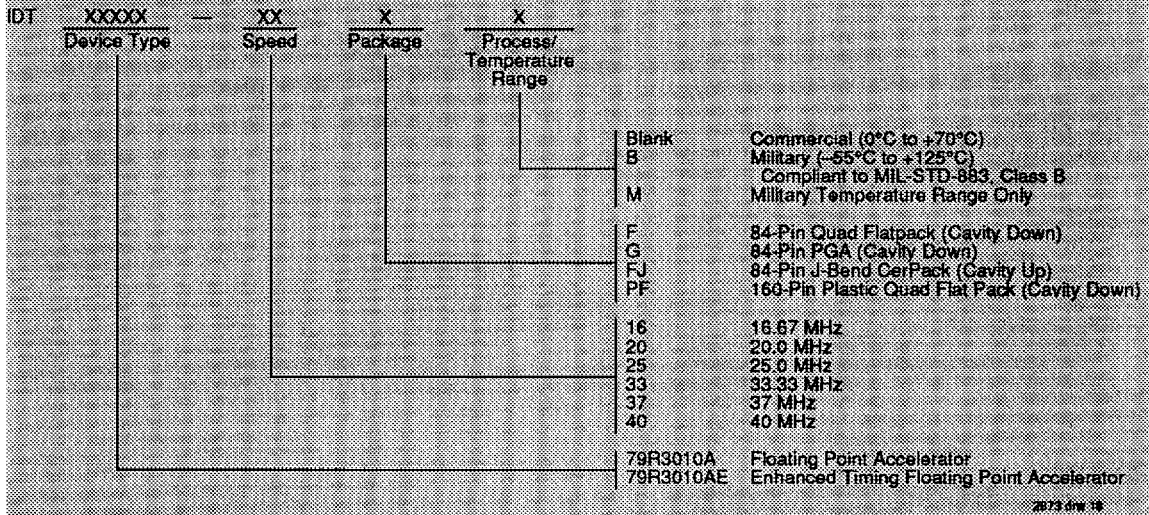 IDT XXXXX — XX X X
Device Type Speed Package Process/
Temperature
Range
Blank Commercial (0°C to +70°C)
B Military (–55°C to +125°C)
Compliant to MIL-STD-883, Class B
M Military Temperature Range Only
F 84-Pin Quad Flatpack (Cavity Down)
G 84-Pin PGA (Cavity Down)
FJ 84-Pin J-Bend CerPack (Cavity Up)
PF 160-Pin Plastic Quad Flat Pack (Cavity Down)
16 16.67 MHz
20 20.0 MHz
25 25.0 MHz
33 33.33 MHz
37 37 MHz
40 40 MHz
79R3010A Floating Point Accelerator
79R3010AE Enhanced Timing Floating Point Accelerator
2873 drw 18